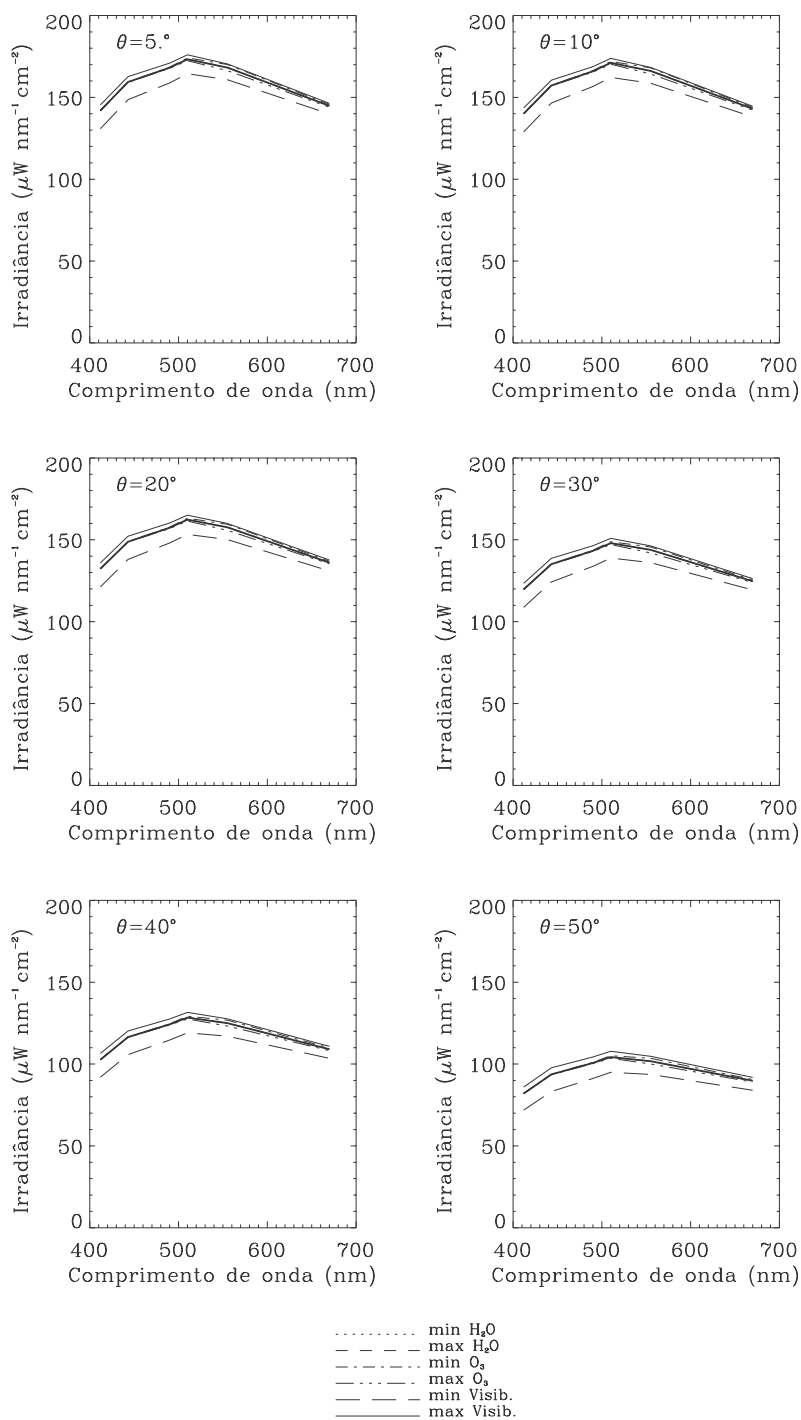 200
150
100
50
0
θ=5.°
Irradiância (μW nm⁻¹ cm⁻²)
400 500 600 700
Comprimento de onda (nm)
200
150
100
50
0
θ=10°
Irradiância (μW nm⁻¹ cm⁻²)
400 500 600 700
Comprimento de onda (nm)
200
150
100
50
0
θ=20°
Irradiância (μW nm⁻¹ cm⁻²)
400 500 600 700
Comprimento de onda (nm)
200
150
100
50
0
θ=30°
Irradiância (μW nm⁻¹ cm⁻²)
400 500 600 700
Comprimento de onda (nm)
200
150
100
50
0
θ=40°
Irradiância (μW nm⁻¹ cm⁻²)
400 500 600 700
Comprimento de onda (nm)
200
150
100
50
0
θ=50°
Irradiância (μW nm⁻¹ cm⁻²)
400 500 600 700
Comprimento de onda (nm)
min H₂O
max H₂O
min O₃
max O₃
min Visib.
max Visib.